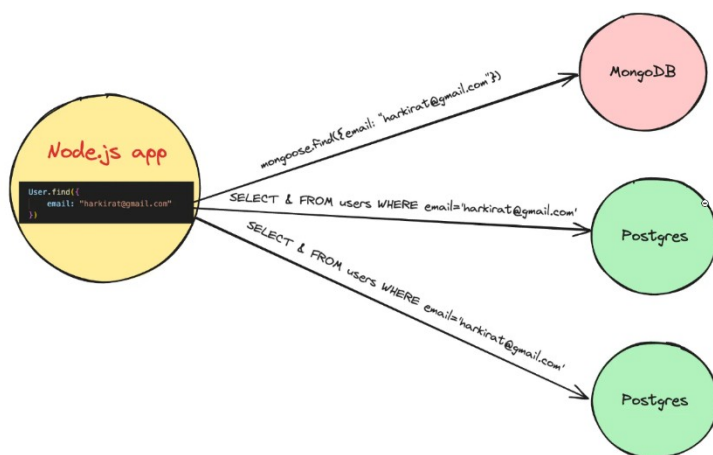 MongoDB
mongoose.find({email: "harkirat@gmail.com"})
Node.js app
User.find({
email: "harkirat@gmail.com"
})
SELECT & FROM users WHERE email='harkirat@gmail.com'
Postgres
SELECT & FROM users WHERE email='harkirat@gmail.com'
Postgres